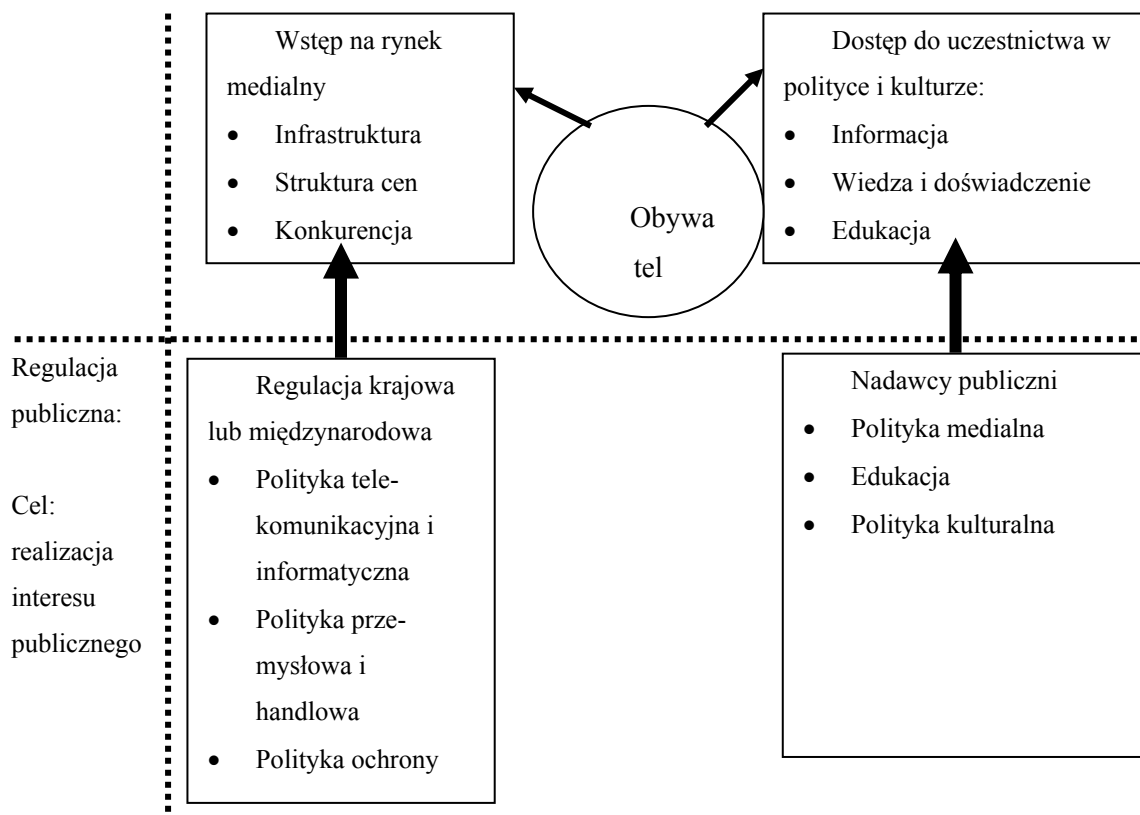 Wstęp na rynek
medialny
• Infrastruktura
• Struktura cen
• Konkurencja
Obywa
tel
Dostęp do uczestnictwa w
polityce i kulturze:
• Informacja
• Wiedza i doświadczenie
• Edukacja
Regulacja
publiczna:
Cel:
realizacja
interesu
publicznego
Regulacja krajowa
lub międzynarodowa
• Polityka tele-
komunikacyjna i
informatyczna
• Polityka prze-
mysłowa i
handlowa
• Polityka ochrony
Nadawcy publiczni
• Polityka medialna
• Edukacja
• Polityka kulturalna